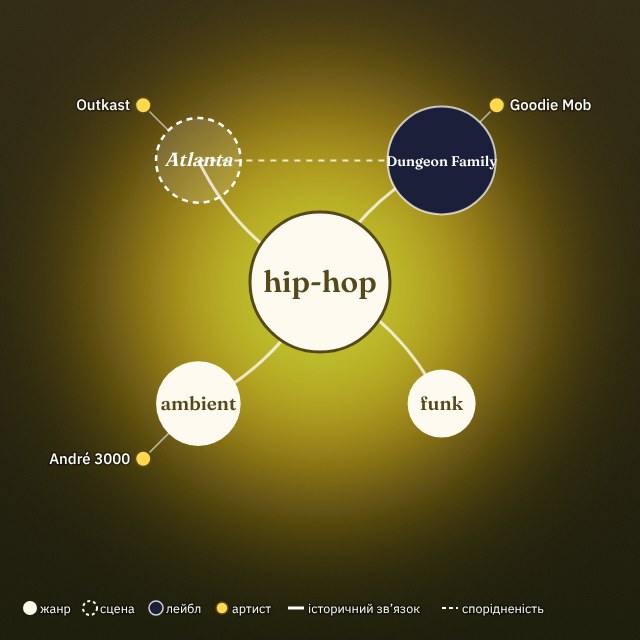 Outkast
Goodie Mob
Atlanta
Dungeon Family
hip-hop
ambient
funk
André 3000
жанр
сцена
лейбл
артист
історичний зв’язок
спорідненість